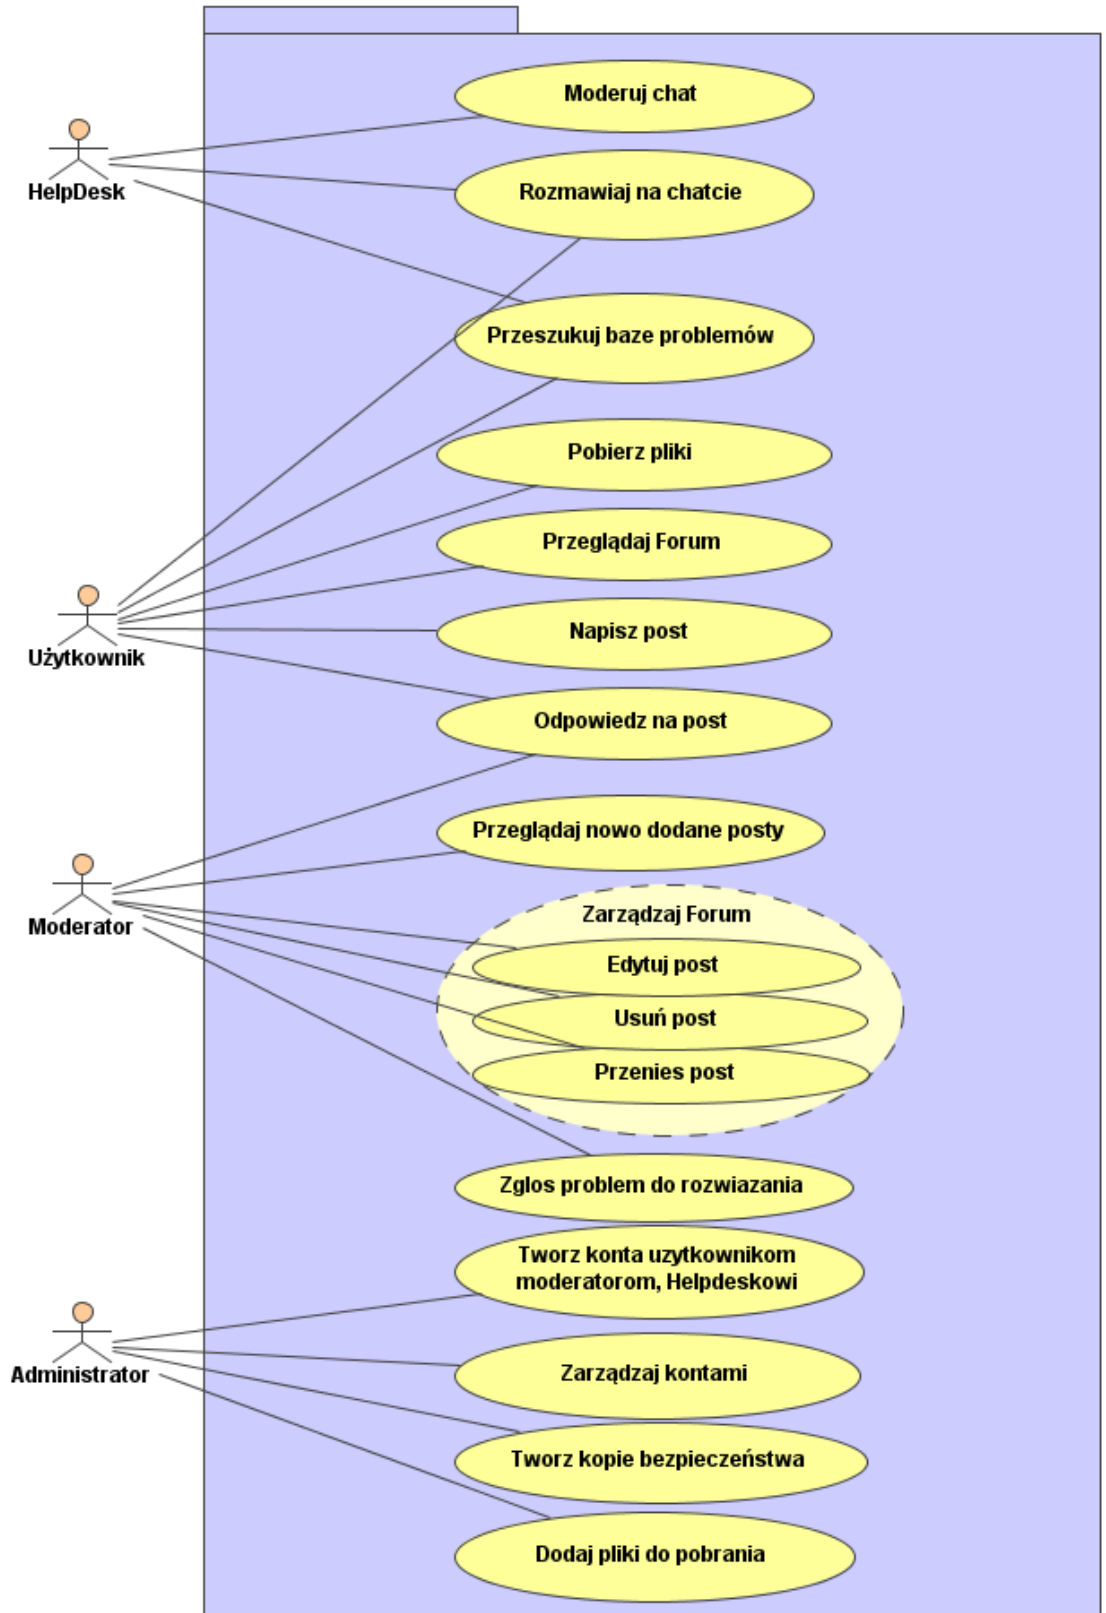 Moderuj chat
HelpDesk
Rozmawiaj na chatcie
Przeszukuj baze problemów
Pobierz pliki
Przeglądaj Forum
Napisz post
Użytkownik
Odpowiedz na post
Przeglądaj nowo dodane posty
Moderator
Zarządzaj Forum
Edytuj post
Usuń post
Przenies post
Zglos problem do rozwiazania
Tworz konta uzytkownikom
moderatorom, Helpdeskowi
Administrator
Zarządzaj kontami
Tworz kopie bezpieczeństwa
Dodaj pliki do pobrania